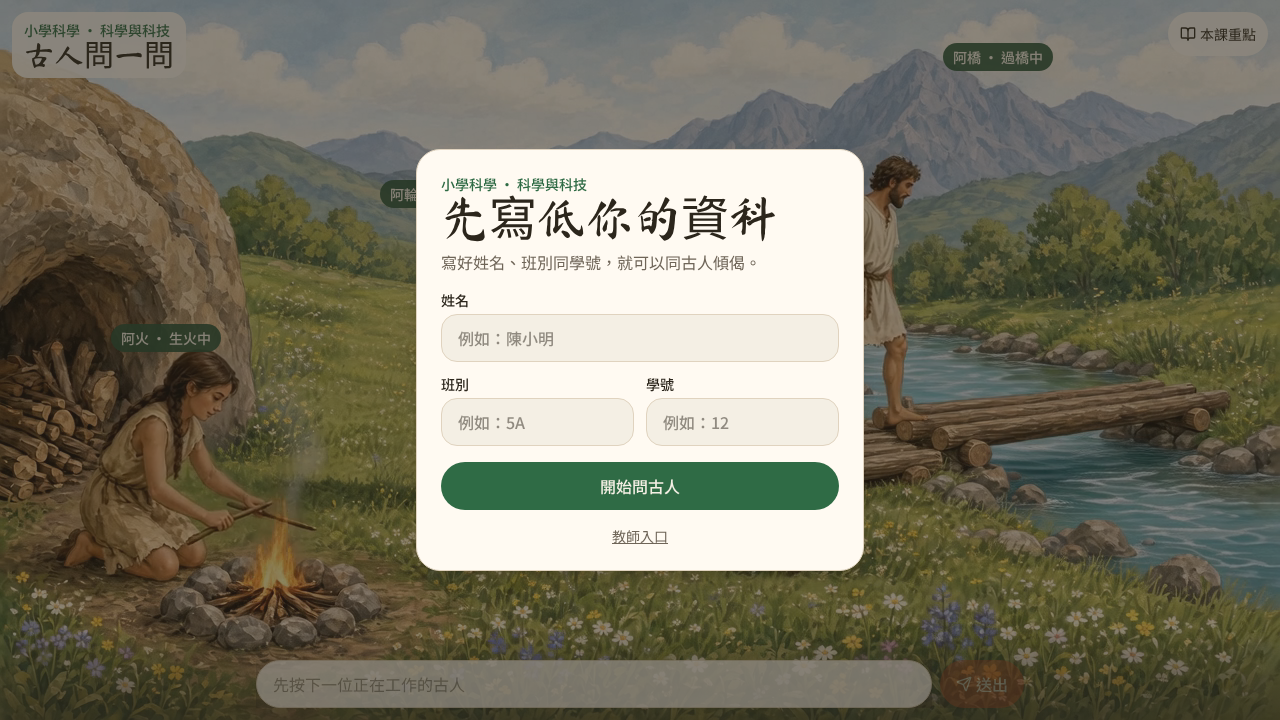 小學科學 · 科學與科技
古人問一問
本課重點
阿橋 · 過橋中
阿輪
阿火 · 生火中
小學科學 · 科學與科技
先寫低你的資料
寫好姓名、班別同學號，就可以同古人傾偈。
姓名
例如：陳小明
班別
學號
例如：5A
例如：12
開始問古人
教師入口
先按下一位正在工作的古人
送出